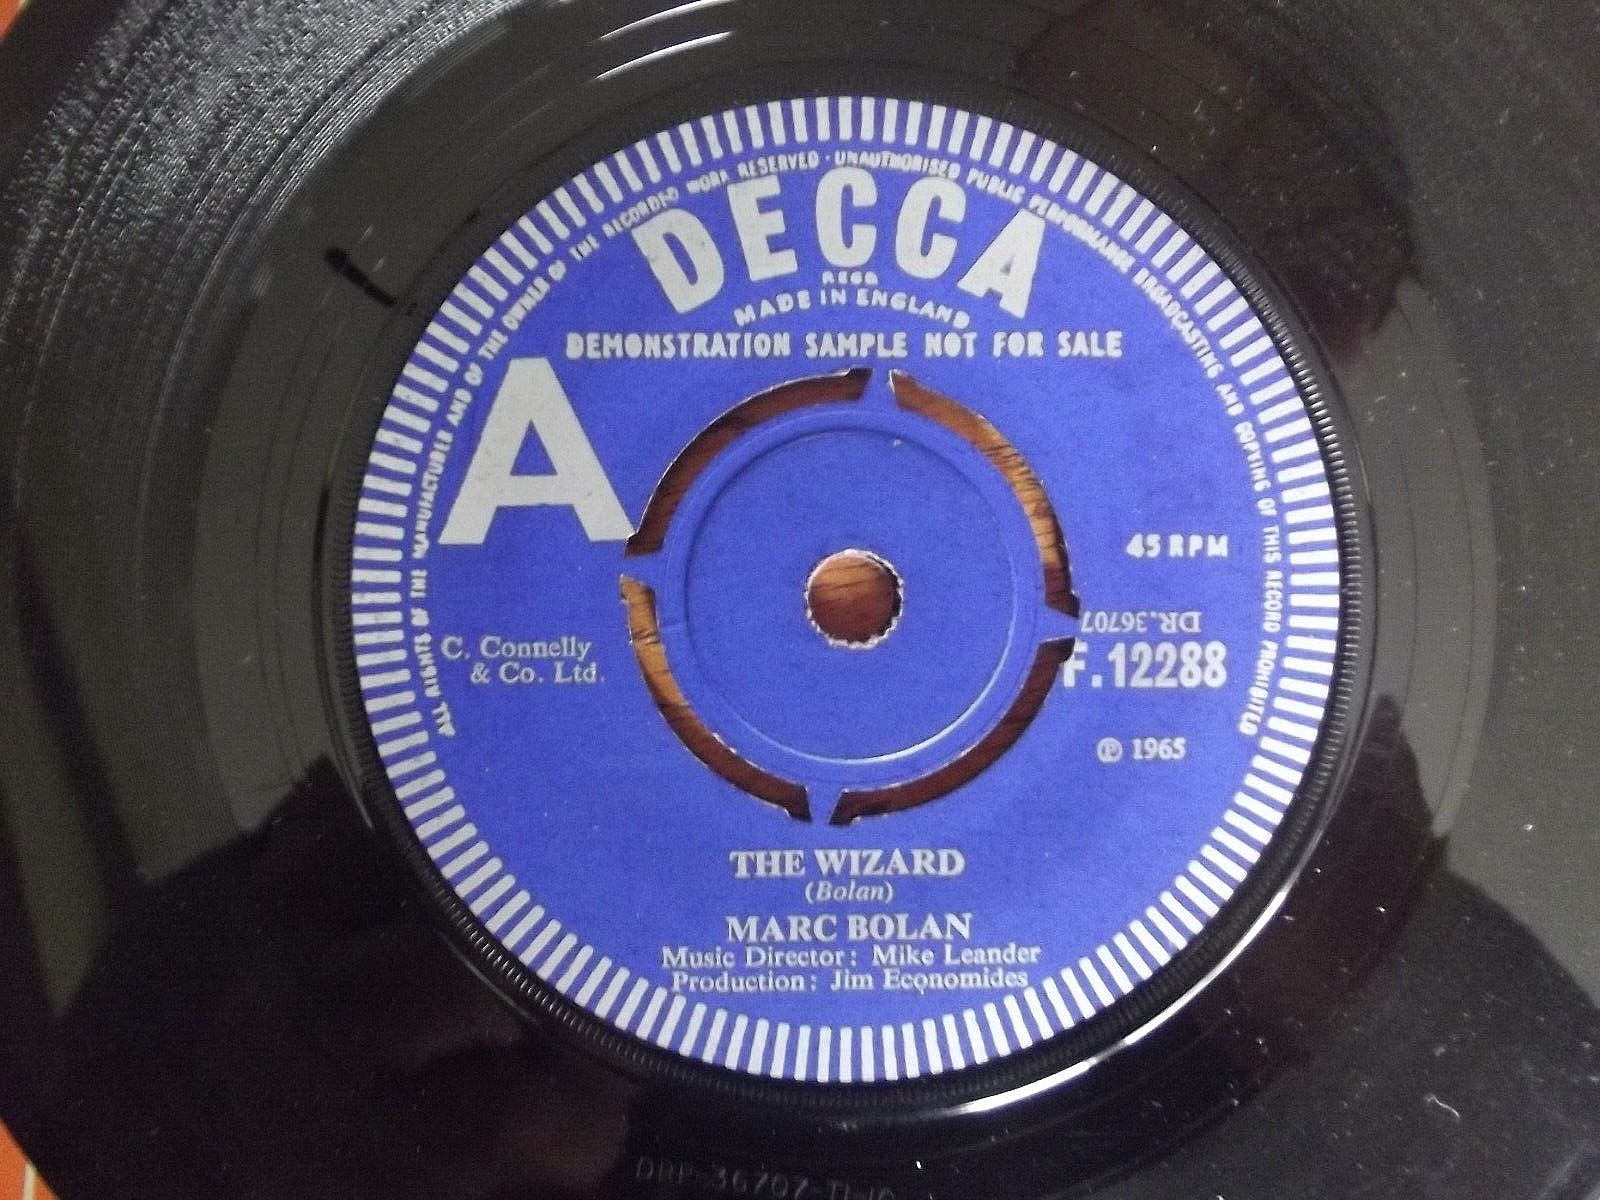 ALL RIGHTS OF THE MANUFACTURER AND OF THE OWNER OF THE RECORDED WORK RESERVED · UNAUTHORISED PUBLIC PERFORMANCE BROADCASTING AND COPYING OF THIS RECORD PROHIBITED
DECCA
REGD
MADE IN ENGLAND
DEMONSTRATION SAMPLE NOT FOR SALE
A
45 RPM
DR.36707
F.12288
C. Connelly
& Co. Ltd.
℗ 1965
THE WIZARD
(Bolan)
MARC BOLAN
Music Director: Mike Leander
Production: Jim Economides